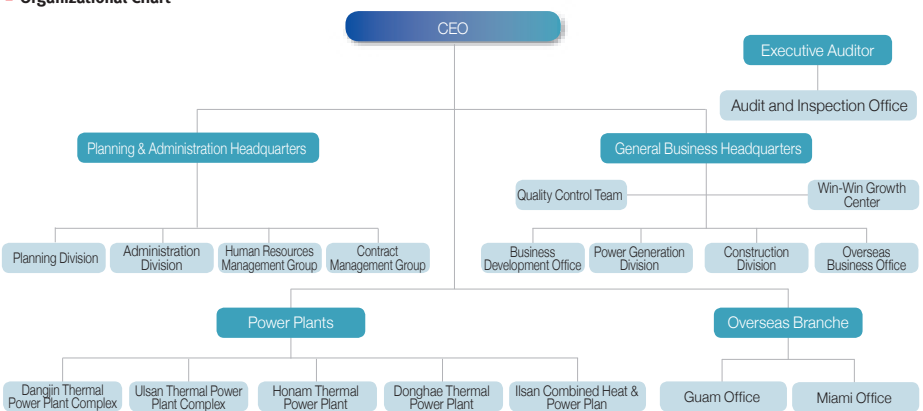 Organizational Chart
CEO
Executive Auditor
Audit and Inspection Office
Planning & Administration Headquarters
General Business Headquarters
Quality Control Team
Win-Win Growth
Center
Planning Division
Administration
Division
Human Resources
Management Group
Contract
Management Group
Business
Development Office
Power Generation
Division
Construction
Division
Overseas
Business Office
Power Plants
Overseas Branche
Dangjin Thermal
Power Plant Complex
Ulsan Thermal Power
Plant Complex
Honam Thermal
Power Plant
Donghae Thermal
Power Plant
Ilsan Combined Heat &
Power Plan
Guam Office
Miami Office